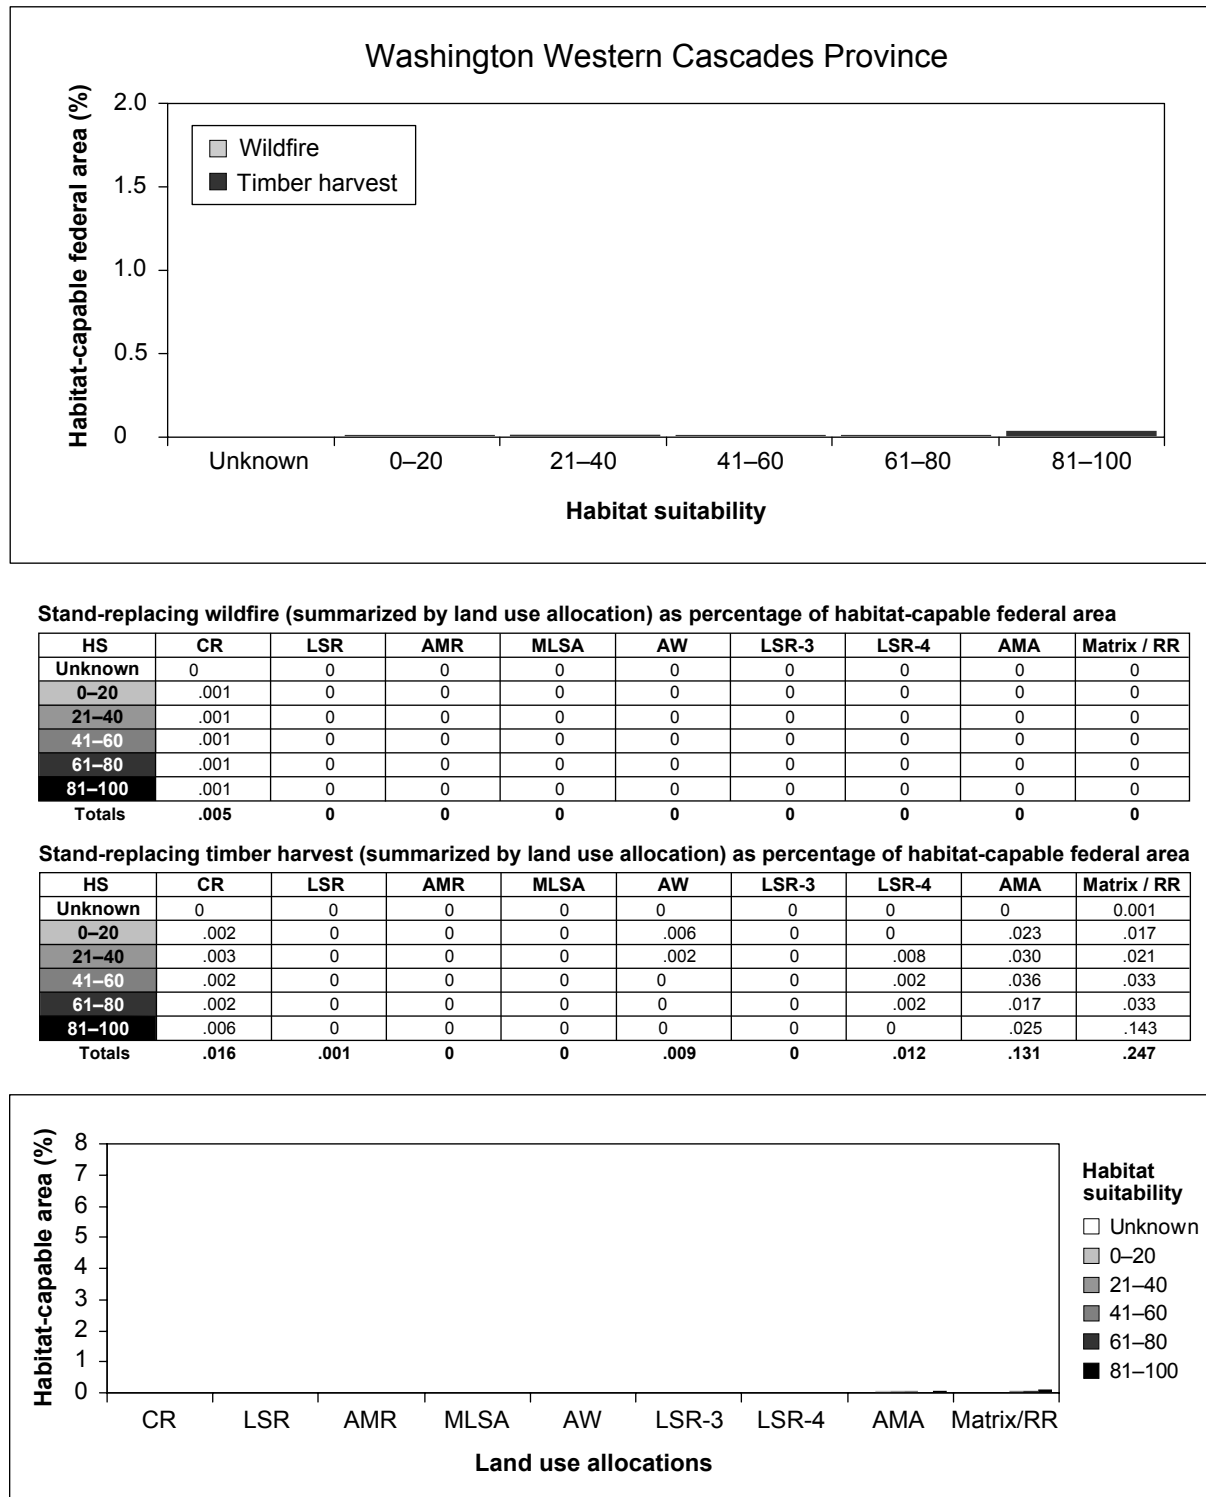 Washington Western Cascades Province
Habitat-capable federal area (%)
2.0
1.5
1.0
0.5
0
Wildfire
Timber harvest
Unknown 0–20 21–40 41–60 61–80 81–100
Habitat suitability
Stand-replacing wildfire (summarized by land use allocation) as percentage of habitat-capable federal area
HS CR LSR AMR MLSA AW LSR-3 LSR-4 AMA Matrix / RR
Unknown 0 0 0 0 0 0 0 0 0
0–20 .001 0 0 0 0 0 0 0 0
21–40 .001 0 0 0 0 0 0 0 0
41–60 .001 0 0 0 0 0 0 0 0
61–80 .001 0 0 0 0 0 0 0 0
81–100 .001 0 0 0 0 0 0 0 0
Totals .005 0 0 0 0 0 0 0 0
Stand-replacing timber harvest (summarized by land use allocation) as percentage of habitat-capable federal area
HS CR LSR AMR MLSA AW LSR-3 LSR-4 AMA Matrix / RR
Unknown 0 0 0 0 0 0 0 0 0.001
0–20 .002 0 0 0 .006 0 0 .023 .017
21–40 .003 0 0 0 .002 0 .008 .030 .021
41–60 .002 0 0 0 0 0 .002 .036 .033
61–80 .002 0 0 0 0 0 .002 .017 .033
81–100 .006 0 0 0 0 0 0 .025 .143
Totals .016 .001 0 0 .009 0 .012 .131 .247
Habitat-capable area (%)
8
7
6
5
4
3
2
1
0
CR LSR AMR MLSA AW LSR-3 LSR-4 AMA Matrix/RR
Land use allocations
Habitat
suitability
Unknown
0–20
21–40
41–60
61–80
81–100